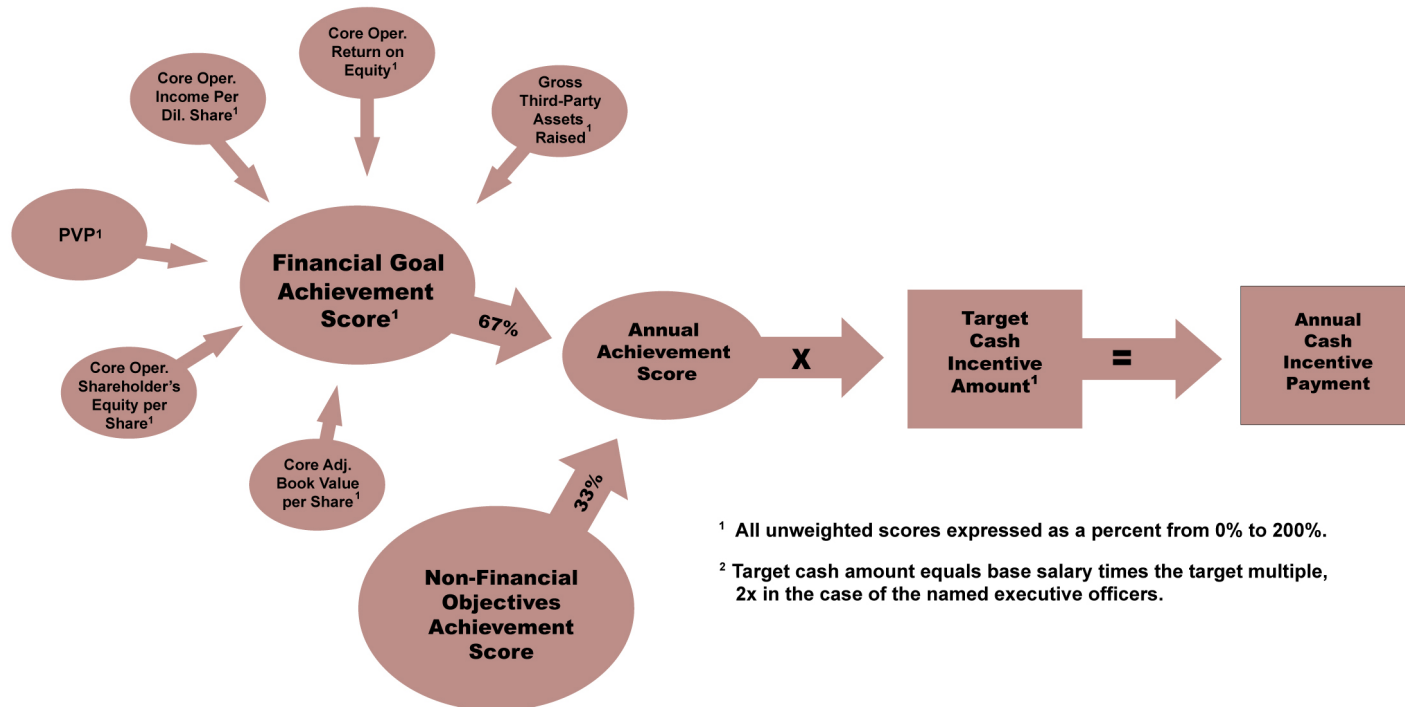 Core Oper.
Return on
Equity¹
Core Oper.
Income Per
Dil. Share¹
Gross
Third-Party
Assets
Raised¹
PVP¹
Financial Goal
Achievement
Score¹
67%
Core Oper.
Shareholder's
Equity per
Share¹
Core Adj.
Book Value
per Share¹
Non-Financial
Objectives
Achievement
Score
33%
Annual
Achievement
Score
X
Target
Cash
Incentive
Amount¹
=
Annual
Cash
Incentive
Payment
¹ All unweighted scores expressed as a percent from 0% to 200%.
² Target cash amount equals base salary times the target multiple,
2x in the case of the named executive officers.